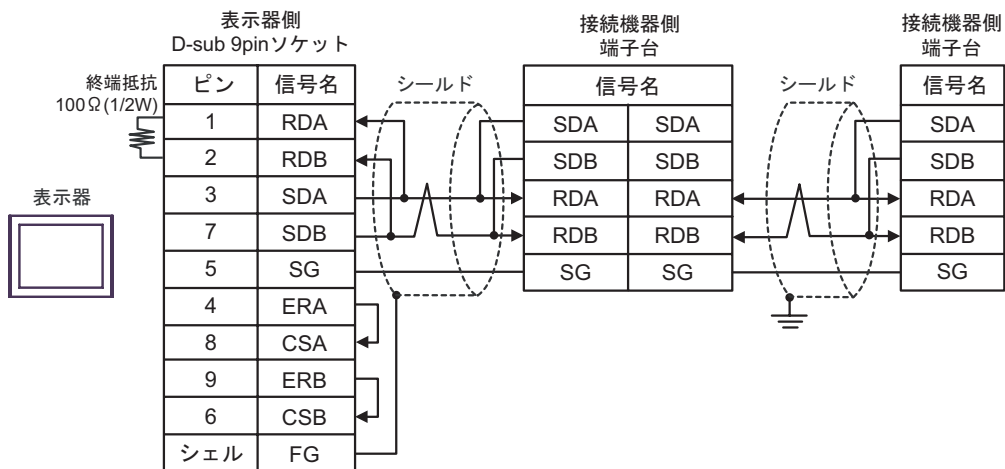 表示器側
D-sub 9pinソケット
接続機器側
端子台
接続機器側
端子台
終端抵抗
100Ω(1/2W)
シールド
シールド
表示器
ピン 信号名
1 RDA
2 RDB
3 SDA
7 SDB
5 SG
4 ERA
8 CSA
9 ERB
6 CSB
シェル FG
信号名
SDA SDA
SDB SDB
RDA RDA
RDB RDB
SG SG
信号名
SDA
SDB
RDA
RDB
SG